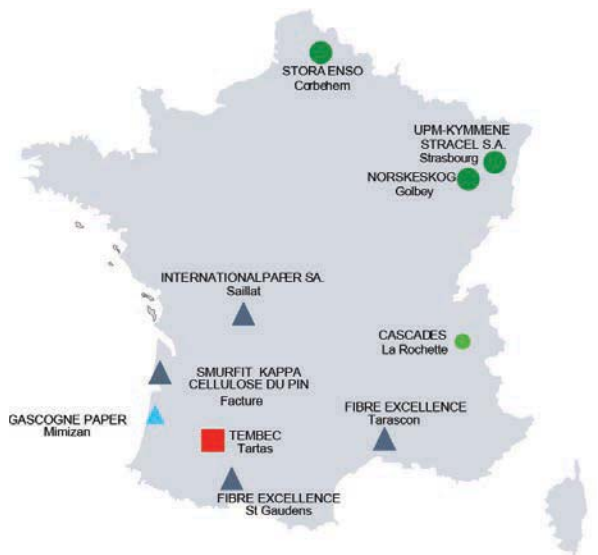 STORA ENSO
Corbehem
UPM-KYMMENE
STRACEL S.A.
Strasbourg
NORSKESKOG
Golbey
INTERNATIONALPAPER SA.
Saillat
CASCADES
La Rochette
SMURFIT KAPPA
CELLULOSE DU PIN
Facture
GASCOGNE PAPER
Mimizan
FIBRE EXCELLENCE
Tarascon
TEMBEC
Tartas
FIBRE EXCELLENCE
St Gaudens